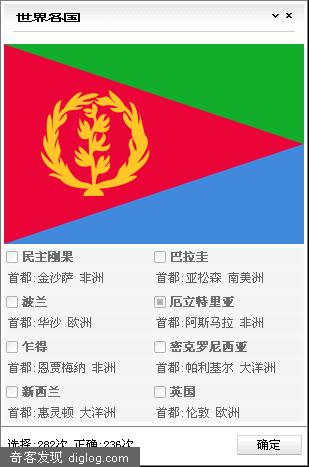 世界各国
民主刚果 巴拉圭
首都:金沙萨 非洲 首都:亚松森 南美洲
波兰 厄立特里亚
首都:华沙 欧洲 首都:阿斯马拉 非洲
乍得 密克罗尼西亚
首都:恩贾梅纳 非洲 首都:帕利基尔 大洋洲
新西兰 英国
首都:惠灵顿 大洋洲 首都:伦敦 欧洲
选择:282次 正确:236次 确定
奇客发现 diglog.com